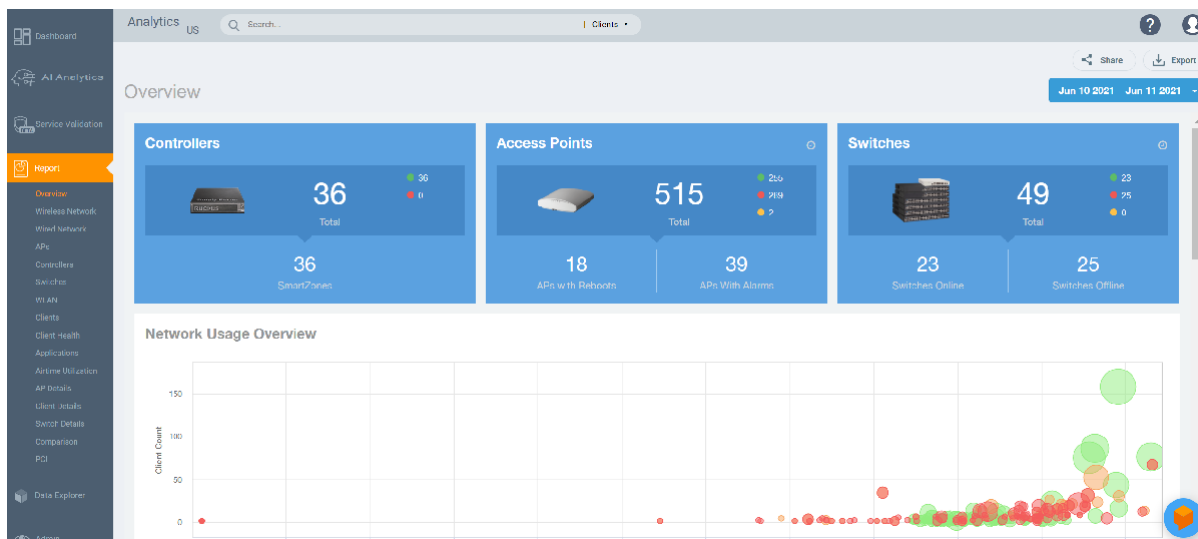 Analytics US
Search...
Clients
Dashboard
AI Analytics
Service Validation
Report
Overview
Wireless Network
Wired Network
APs
Controllers
Switches
WLAN
Clients
Client Health
Applications
Airtime Utilization
AP Details
Client Details
Switch Details
Comparison
PCI
Data Explorer
Admin
?
Share
Export
Overview
Jun 10 2021 Jun 11 2021
Controllers
36
Total
36
0
36
SmartZones
Access Points
515
Total
269
2
18
APs with Reboots
39
APs With Alarms
Switches
49
Total
23
25
0
23
Switches Online
25
Switches Offline
Network Usage Overview
Client Count
150
100
50
0